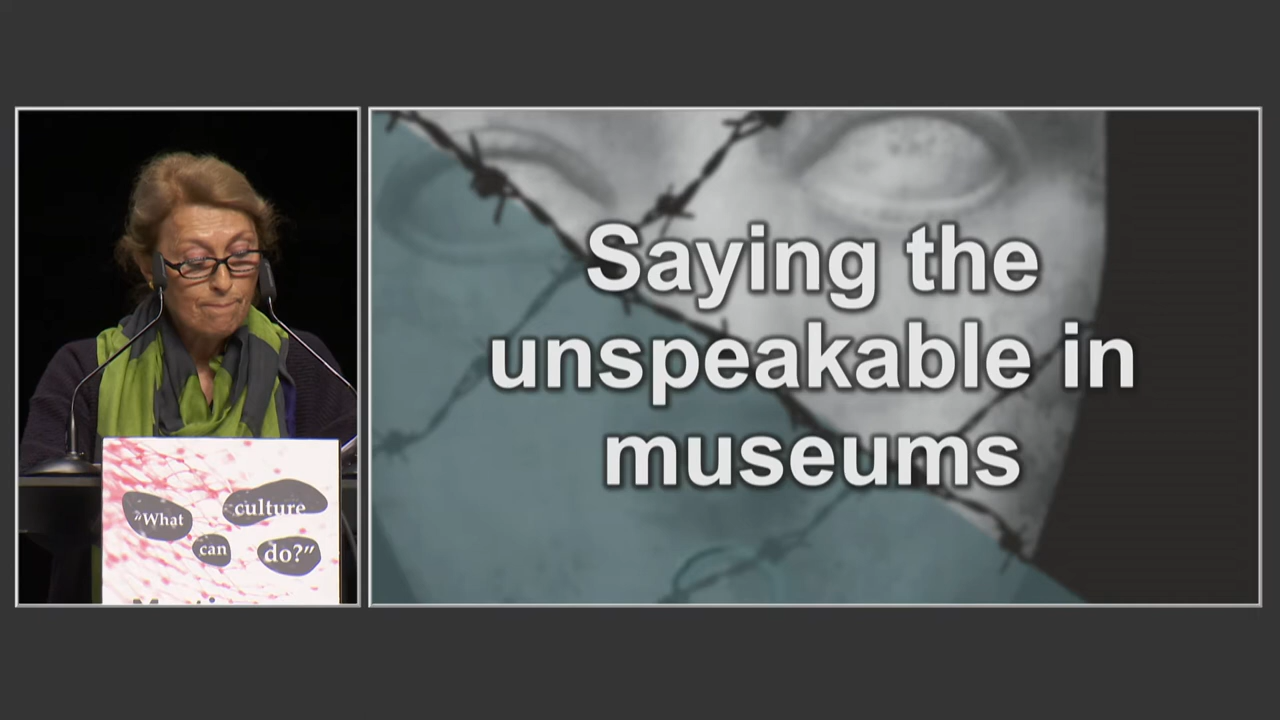 Saying the
unspeakable in
museums
"What
culture
can
do?"